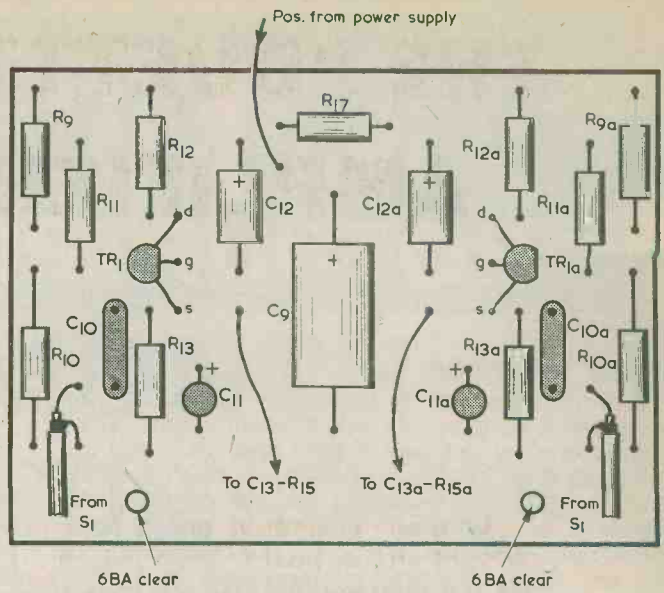 Pos. from power supply
R17
R9
R12
R12a
R9a
R11
C12
C12a
R11a
+
+
d
d
TR1
g
g
TR1a
+
s
s
C9
C10
C10a
R10
R13
R13a
R10a
+
+
C11
C11a
To C13-R15
To C13a-R15a
From
S1
From
S1
6BA clear
6BA clear